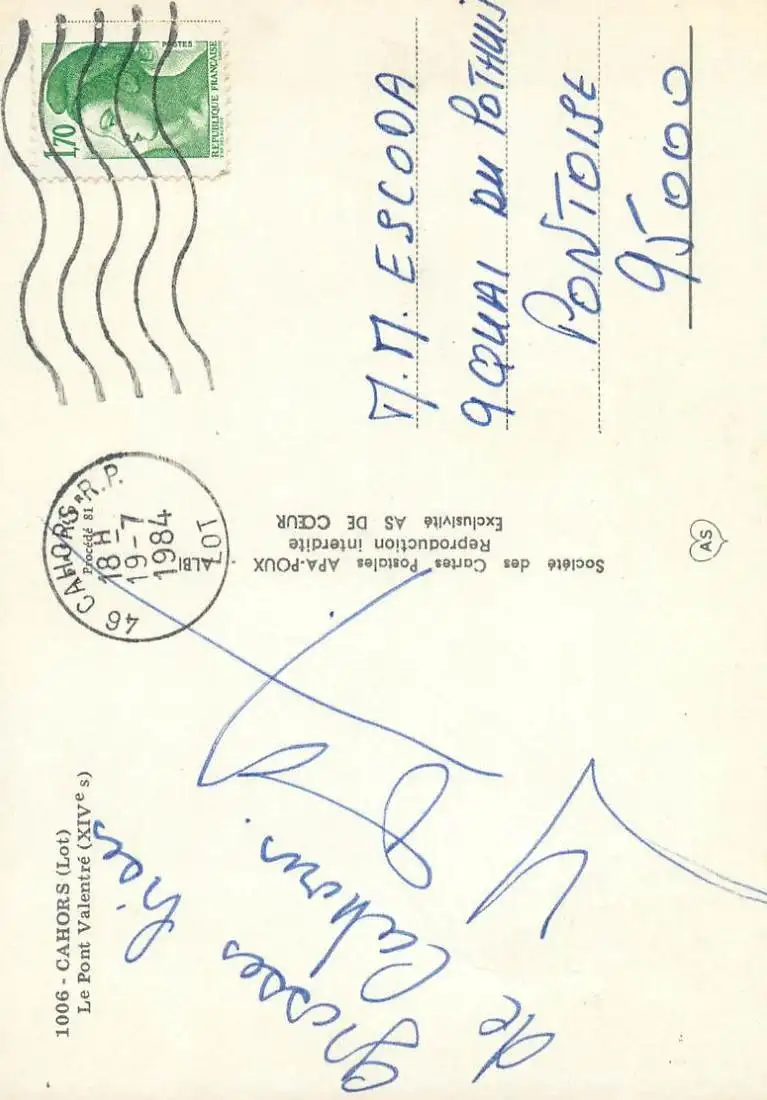 1006 - CAHORS (Lot)
Le Pont Valentré (XIVe s)
Grosses bises
de Cahors.
Société des Cartes Postales APA-POUX ALBI
Reproduction interdite
Exclusivité AS DE CŒUR
Procédé 81
46 CAHORS R.P.
18 H
19-7
1984
LOT
1,70
POSTES
REPUBLIQUE FRANÇAISE
M.M. ESCODA
9 QUAI DU POTHUIS
PONTOISE
95000
AS